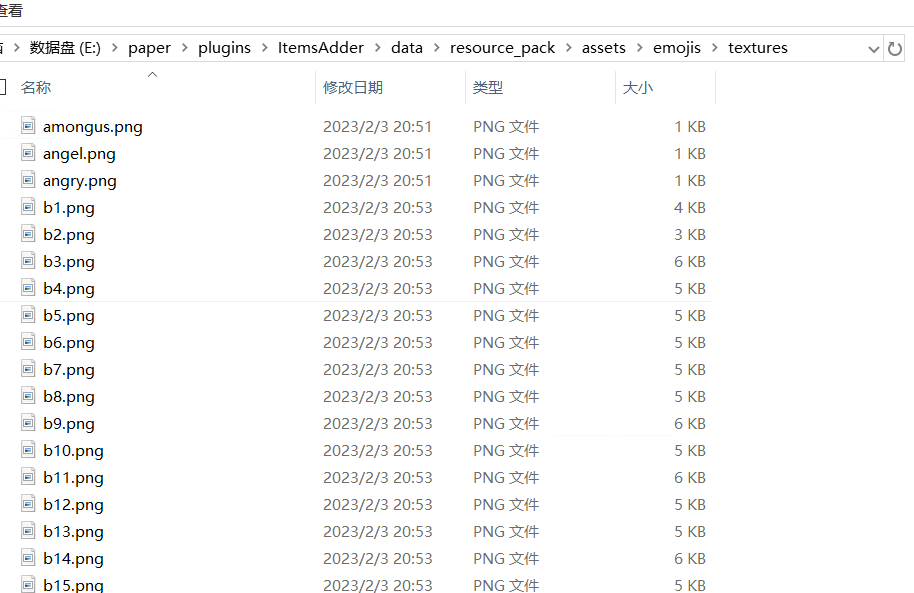 查看
数据盘 (E:) > paper > plugins > ItemsAdder > data > resource_pack > assets > emojis > textures
名称 修改日期 类型 大小
amongus.png 2023/2/3 20:51 PNG 文件 1 KB
angel.png 2023/2/3 20:51 PNG 文件 1 KB
angry.png 2023/2/3 20:51 PNG 文件 1 KB
b1.png 2023/2/3 20:53 PNG 文件 4 KB
b2.png 2023/2/3 20:53 PNG 文件 3 KB
b3.png 2023/2/3 20:53 PNG 文件 6 KB
b4.png 2023/2/3 20:53 PNG 文件 5 KB
b5.png 2023/2/3 20:53 PNG 文件 5 KB
b6.png 2023/2/3 20:53 PNG 文件 5 KB
b7.png 2023/2/3 20:53 PNG 文件 5 KB
b8.png 2023/2/3 20:53 PNG 文件 5 KB
b9.png 2023/2/3 20:53 PNG 文件 6 KB
b10.png 2023/2/3 20:53 PNG 文件 5 KB
b11.png 2023/2/3 20:53 PNG 文件 6 KB
b12.png 2023/2/3 20:53 PNG 文件 5 KB
b13.png 2023/2/3 20:53 PNG 文件 5 KB
b14.png 2023/2/3 20:53 PNG 文件 6 KB
b15.png 2023/2/3 20:53 PNG 文件 5 KB